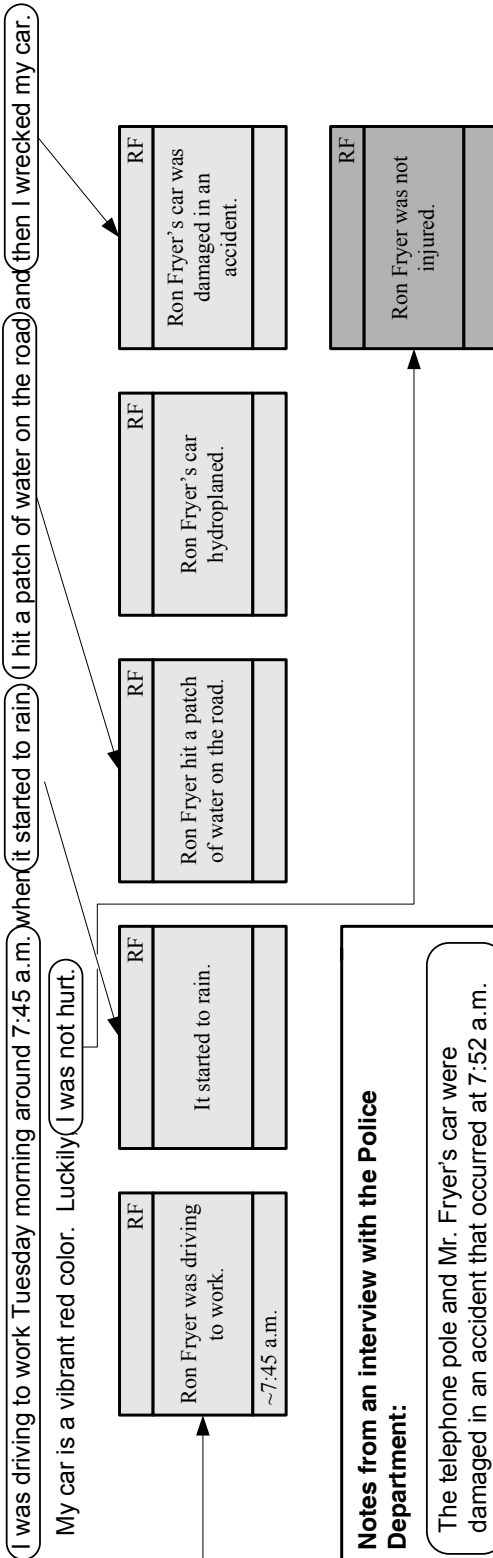 I was driving to work Tuesday morning around 7:45 a.m. when it started to rain. I hit a patch of water on the road and then I wrecked my car.
My car is a vibrant red color. Luckily, I was not hurt.
RF
Ron Fryer was driving
to work.
~7:45 a.m.
RF
It started to rain.
RF
Ron Fryer hit a patch
of water on the road.
RF
Ron Fryer's car
hydroplaned.
RF
Ron Fryer's car was
damaged in an
accident.
RF
Ron Fryer was not
injured.
Notes from an interview with the Police
Department:
The telephone pole and Mr. Fryer's car were
damaged in an accident that occurred at 7:52 a.m.